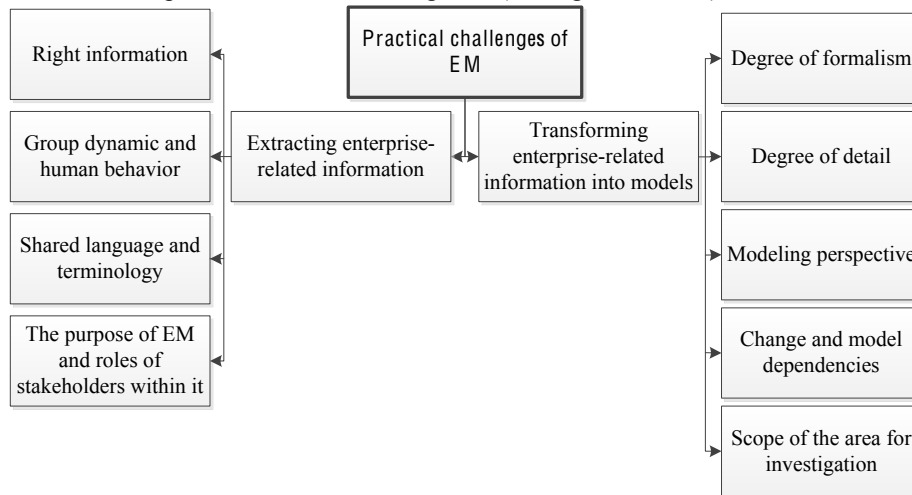 Practical challenges of
EM
Right information
Group dynamic and
human behavior
Shared language and
terminology
The purpose of EM
and roles of
stakeholders within it
Extracting enterprise-
related information
Transforming
enterprise-related
information into models
Degree of formalism
Degree of detail
Modeling perspective
Change and model
dependencies
Scope of the area for
investigation